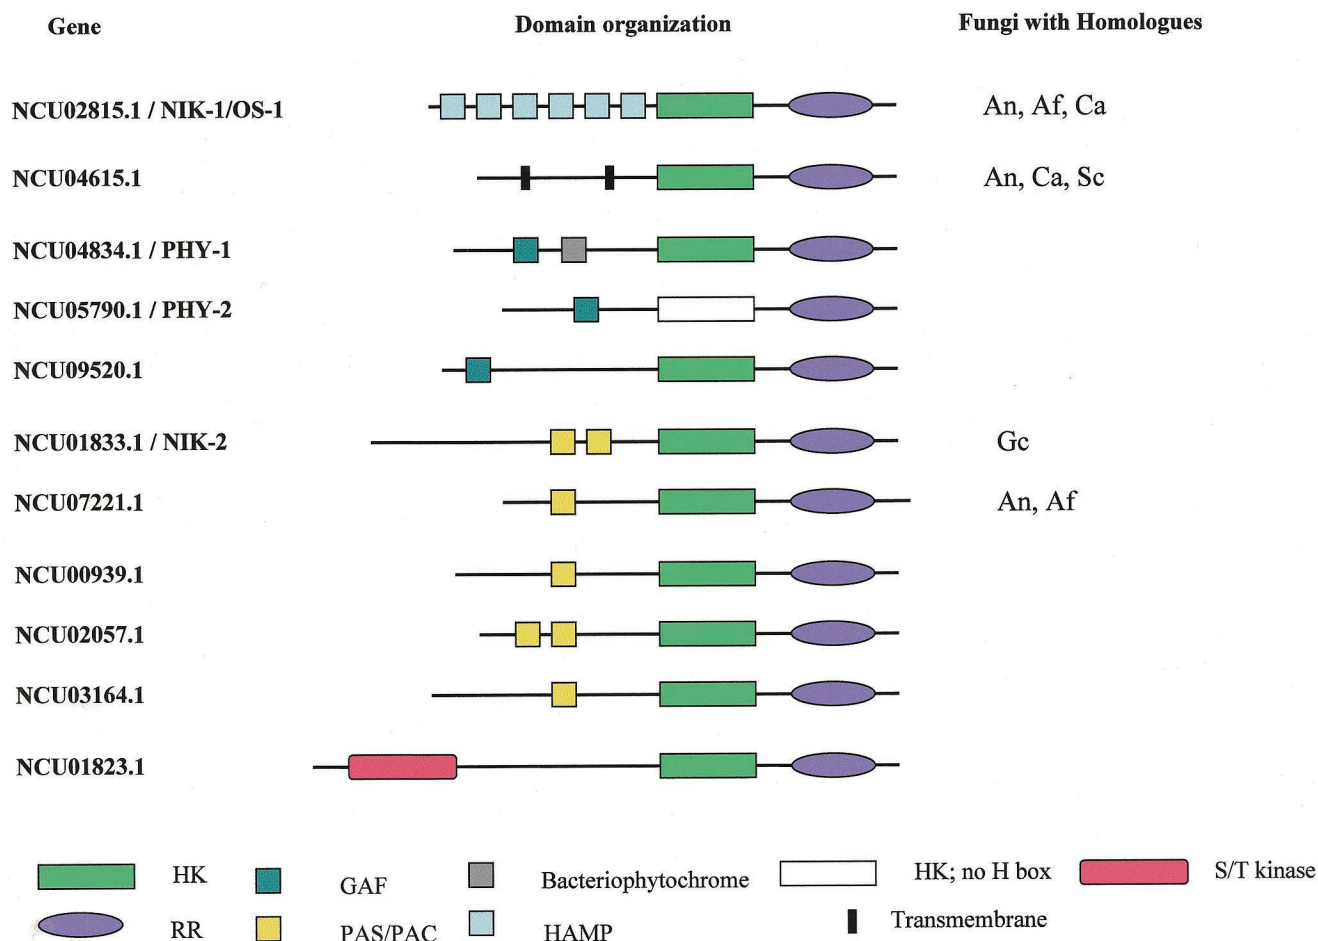 Gene Domain organization Fungi with Homologues
NCU02815.1 / NIK-1/OS-1 An, Af, Ca
NCU04615.1 An, Ca, Sc
NCU04834.1 / PHY-1
NCU05790.1 / PHY-2
NCU09520.1
NCU01833.1 / NIK-2 Gc
NCU07221.1 An, Af
NCU00939.1
NCU02057.1
NCU03164.1
NCU01823.1
HK GAF Bacteriophytochrome HK; no H box S/T kinase
RR PAS/PAC HAMP Transmembrane